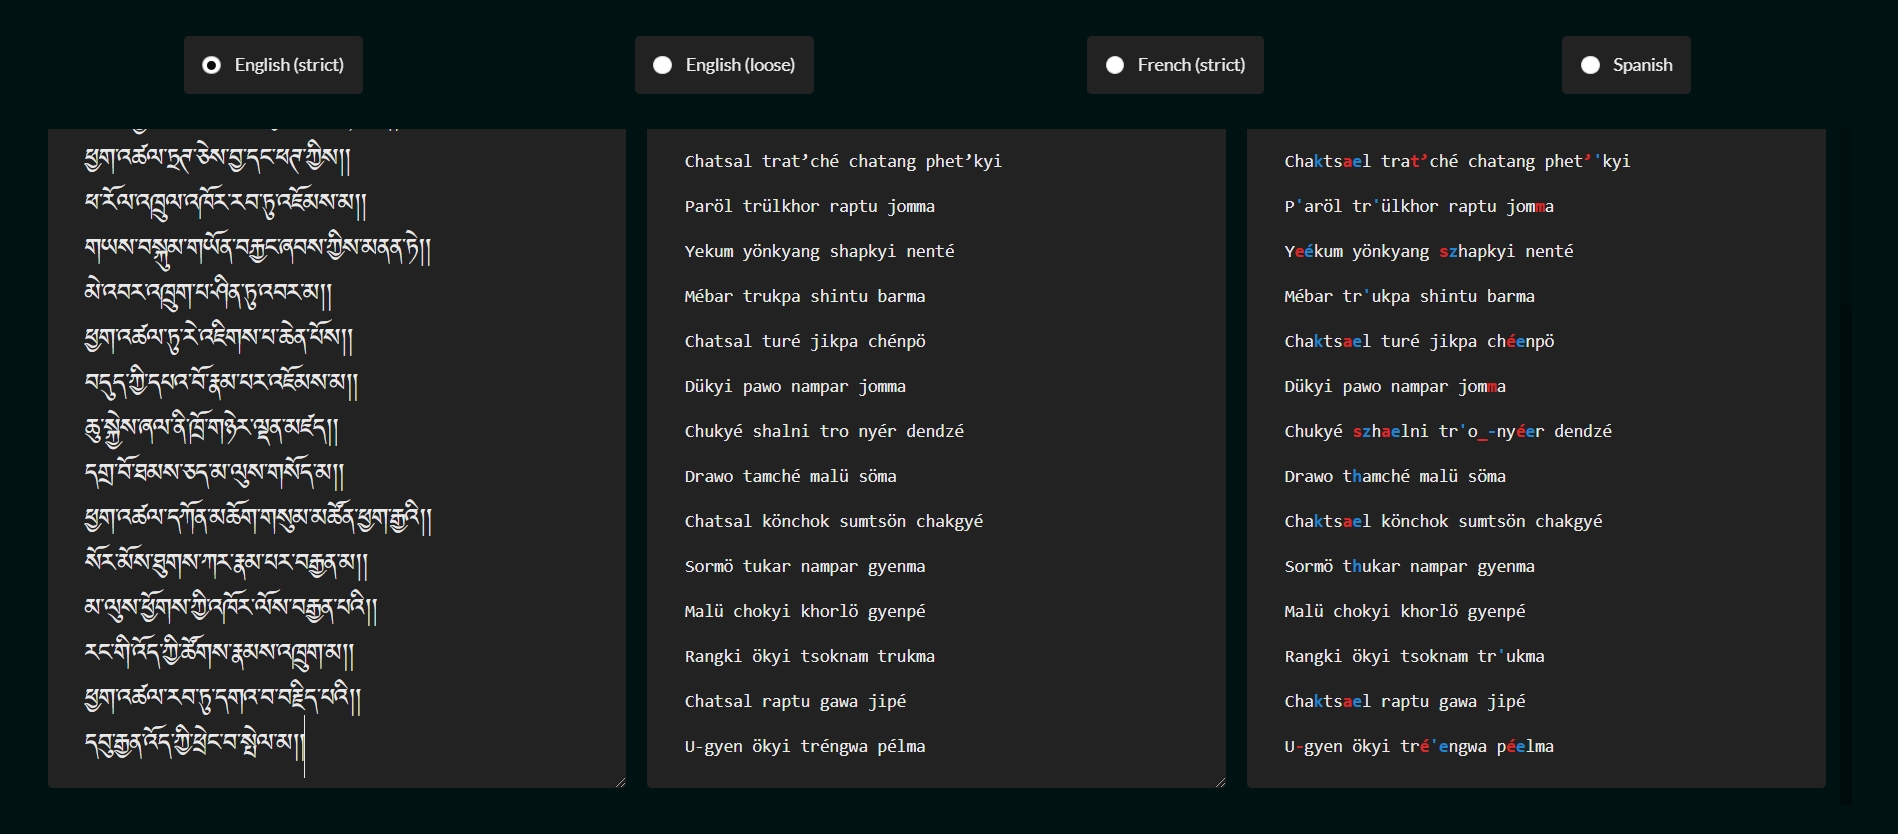 English (strict)
English (loose)
French (strict)
Spanish
ཕྱག་འཚལ་ཏྲཊ་ཅེས་བྱ་དང་ཕཊ་ཀྱིས།།
ཕ་རོལ་འཁྲུལ་འཁོར་རབ་ཏུ་འཇོམས་མ།།
གཡས་བསྐུམ་གཡོན་བརྐྱང་ཞབས་ཀྱིས་མནན་ཏེ།།
མེ་འབར་འཁྲུག་པ་ཤིན་ཏུ་འབར་མ།།
ཕྱག་འཚལ་ཏུ་རེ་འཇིགས་པ་ཆེན་པོས།།
བདུད་ཀྱི་དཔའ་བོ་རྣམ་པར་འཇོམས་མ།།
ཆུ་སྐྱེས་ཞལ་ནི་ཁྲོ་གཉེར་ལྡན་མཛད།།
དགྲ་བོ་ཐམས་ཅད་མ་ལུས་གསོད་མ།།
ཕྱག་འཚལ་དཀོན་མཆོག་གསུམ་མཚོན་ཕྱག་རྒྱའི།།
སོར་མོས་ཐུགས་ཀར་རྣམ་པར་བརྒྱན་མ།།
མ་ལུས་ཕྱོགས་ཀྱི་འཁོར་ལོས་བརྒྱན་པའི།།
རང་གི་འོད་ཀྱི་ཚོགས་རྣམས་འཁྲུག་མ།།
ཕྱག་འཚལ་རབ་ཏུ་དགའ་བ་བརྗིད་པའི།།
དབུ་རྒྱན་འོད་ཀྱི་ཕྲེང་བ་སྤེལ་མ།།
Chatsal trat’ché chatang phet’kyi
Paröl trülkhor raptu jomma
Yekum yönkyang shapkyi nenté
Mébar trukpa shintu barma
Chatsal turé jikpa chénpö
Dükyi pawo nampar jomma
Chukyé shalni tro nyér dendzé
Drawo tamché malü söma
Chatsal könchok sumtsön chakgyé
Sormö tukar nampar gyenma
Malü chokyi khorlö gyenpé
Rangki ökyi tsoknam trukma
Chatsal raptu gawa jipé
U-gyen ökyi tréngwa pélma
Chaktsael trat’ché chatang phet’'kyi
P'aröl tr'ülkhor raptu jomma
Yeékum yönkyang szhapkyi nenté
Mébar tr'ukpa shintu barma
Chaktsael turé jikpa chéenpö
Dükyi pawo nampar jomma
Chukyé szhaelni tr'o_-nyéer dendzé
Drawo thamché malü söma
Chaktsael könchok sumtsön chakgyé
Sormö thukar nampar gyenma
Malü chokyi khorlö gyenpé
Rangki ökyi tsoknam tr'ukma
Chaktsael raptu gawa jipé
U-gyen ökyi tré'engwa péelma